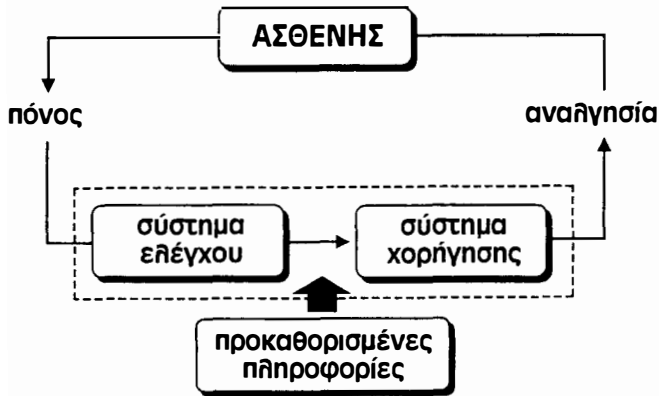 ΑΣΘΕΝΗΣ
πόνος
αναλγησία
σύστημα
ελέγχου
σύστημα
χορήγησης
προκαθορισμένες
πληροφορίες